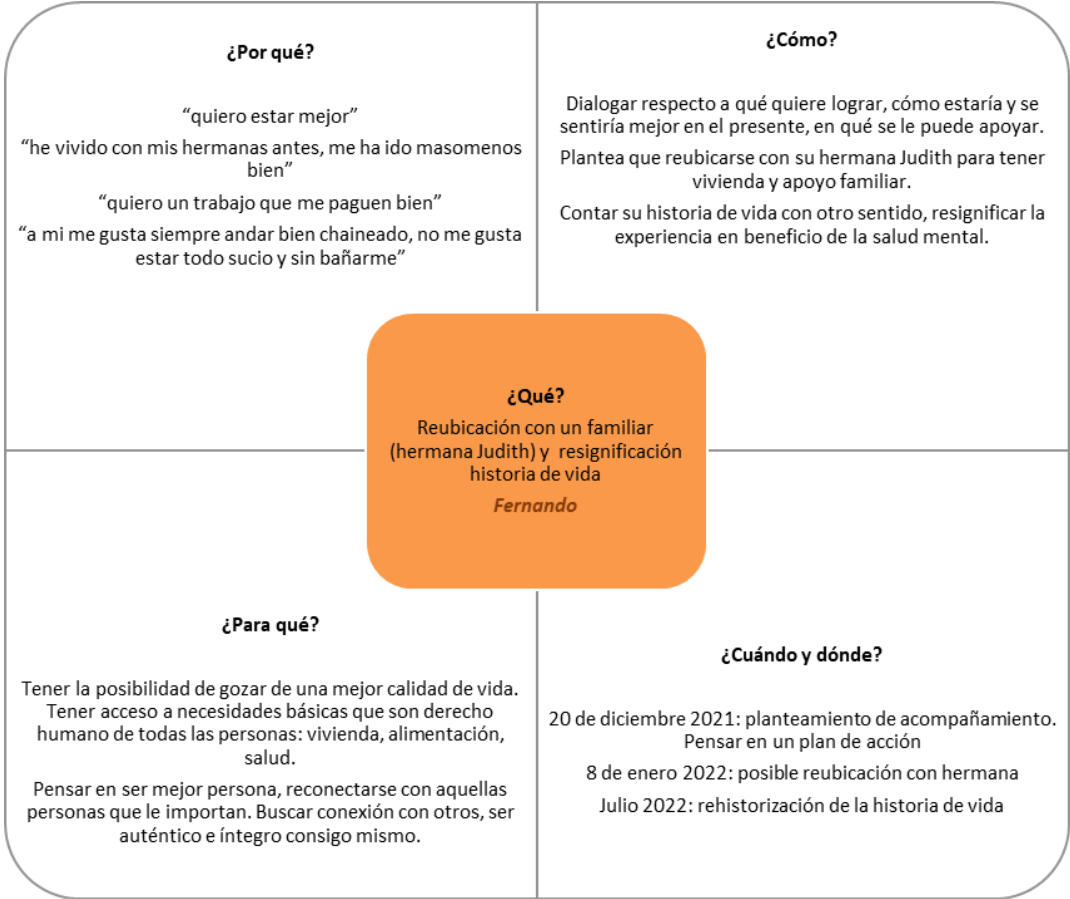 ¿Por qué?
“quiero estar mejor”
“he vivido con mis hermanas antes, me ha ido masomenos
bien”
“quiero un trabajo que me paguen bien”
“a mi me gusta siempre andar bien chaineado, no me gusta
estar todo sucio y sin bañarme”
¿Cómo?
Dialogar respecto a qué quiere lograr, cómo estaría y se
sentiría mejor en el presente, en qué se le puede apoyar.
Plantea que reubicarse con su hermana Judith para tener
vivienda y apoyo familiar.
Contar su historia de vida con otro sentido, resignificar la
experiencia en beneficio de la salud mental.
¿Qué?
Reubicación con un familiar
(hermana Judith) y resignificación
historia de vida
Fernando
¿Para qué?
Tener la posibilidad de gozar de una mejor calidad de vida.
Tener acceso a necesidades básicas que son derecho
humano de todas las personas: vivienda, alimentación,
salud.
Pensar en ser mejor persona, reconectarse con aquellas
personas que le importan. Buscar conexión con otros, ser
auténtico e íntegro consigo mismo.
¿Cuándo y dónde?
20 de diciembre 2021: planteamiento de acompañamiento.
Pensar en un plan de acción
8 de enero 2022: posible reubicación con hermana
Julio 2022: rehistorización de la historia de vida